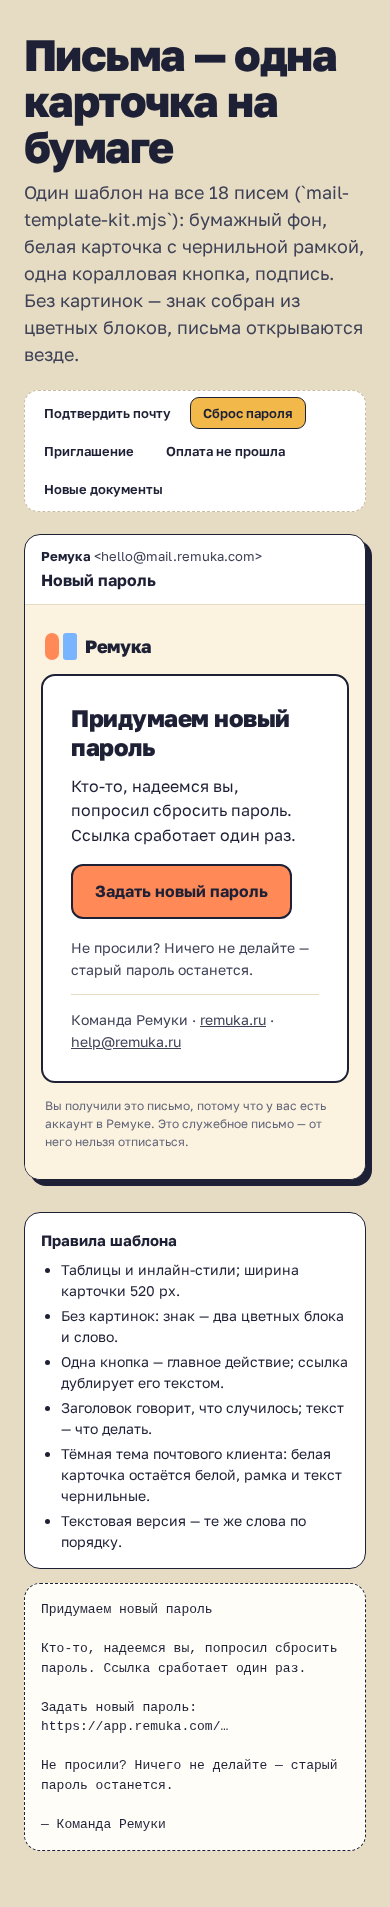 Письма — одна
карточка на
бумаге
Один шаблон на все 18 писем (`mail-
template-kit.mjs`): бумажный фон,
белая карточка с чернильной рамкой,
одна коралловая кнопка, подпись.
Без картинок — знак собран из
цветных блоков, письма открываются
везде.
Подтвердить почту
Сброс пароля
Приглашение
Оплата не прошла
Новые документы
Ремука <hello@mail.remuka.com>
Новый пароль
Ремука
Придумаем новый
пароль
Кто-то, надеемся вы,
попросил сбросить пароль.
Ссылка сработает один раз.
Задать новый пароль
Не просили? Ничего не делайте —
старый пароль останется.
Команда Ремуки · remuka.ru ·
help@remuka.ru
Вы получили это письмо, потому что у вас есть
аккаунт в Ремуке. Это служебное письмо — от
него нельзя отписаться.
Правила шаблона
• Таблицы и инлайн-стили; ширина
карточки 520 px.
• Без картинок: знак — два цветных блока
и слово.
• Одна кнопка — главное действие; ссылка
дублирует его текстом.
• Заголовок говорит, что случилось; текст
— что делать.
• Тёмная тема почтового клиента: белая
карточка остаётся белой, рамка и текст
чернильные.
• Текстовая версия — те же слова по
порядку.
Придумаем новый пароль
Кто-то, надеемся вы, попросил сбросить
пароль. Ссылка сработает один раз.
Задать новый пароль:
https://app.remuka.com/…
Не просили? Ничего не делайте — старый
пароль останется.
— Команда Ремуки